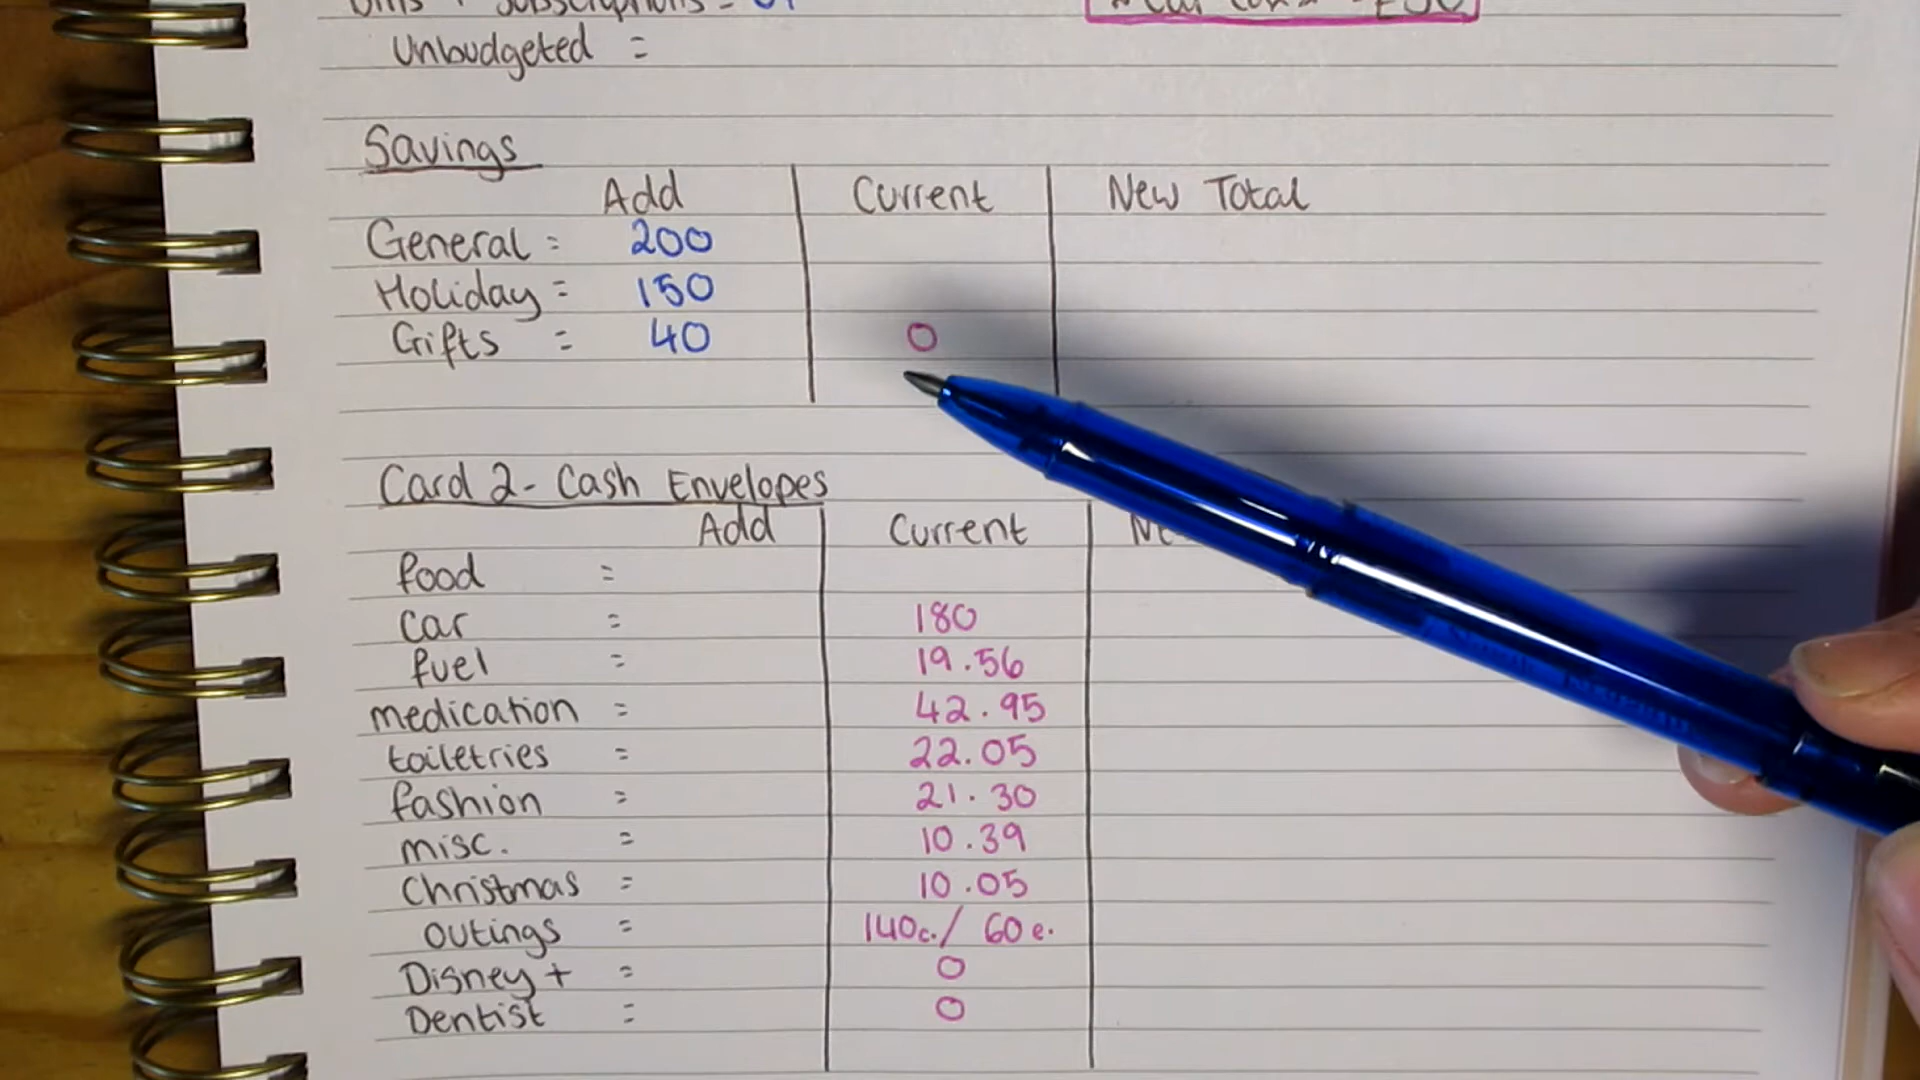 Subscriptions =
Unbudgeted =
Savings
Add Current New Total
General = 200
Holiday = 150
Gifts = 40 0
Card 2 - Cash Envelopes
Add Current
food =
car = 180
fuel = 19.56
medication = 42.95
toiletries = 22.05
fashion = 21.30
misc. = 10.39
Christmas = 10.05
outings = 140c./ 60e.
Disney + = 0
Dentist = 0